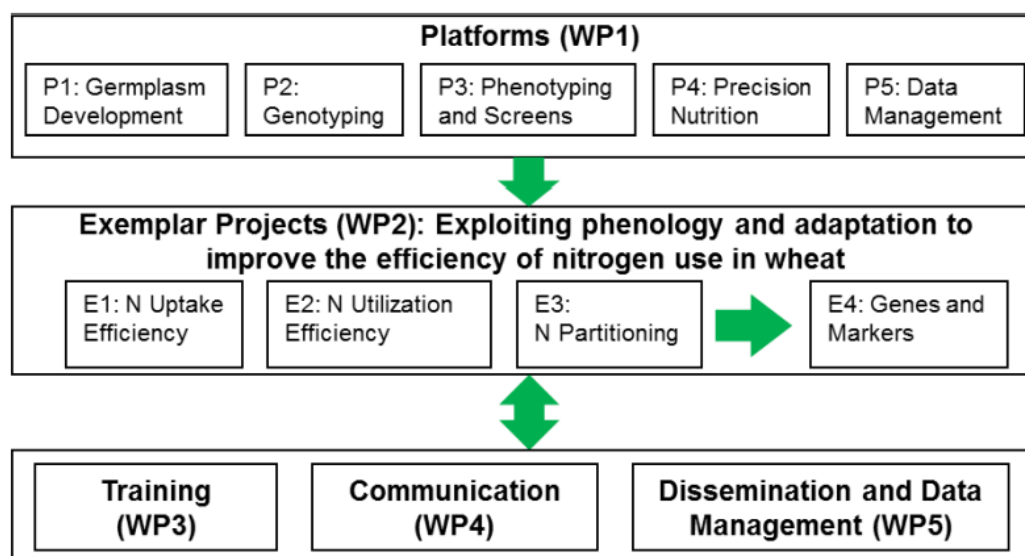 Platforms (WP1)
P1: Germplasm
Development
P2:
Genotyping
P3: Phenotyping
and Screens
P4: Precision
Nutrition
P5: Data
Management
Exemplar Projects (WP2): Exploiting phenology and adaptation to
improve the efficiency of nitrogen use in wheat
E1: N Uptake
Efficiency
E2: N Utilization
Efficiency
E3:
N Partitioning
E4: Genes and
Markers
Training
(WP3)
Communication
(WP4)
Dissemination and Data
Management (WP5)